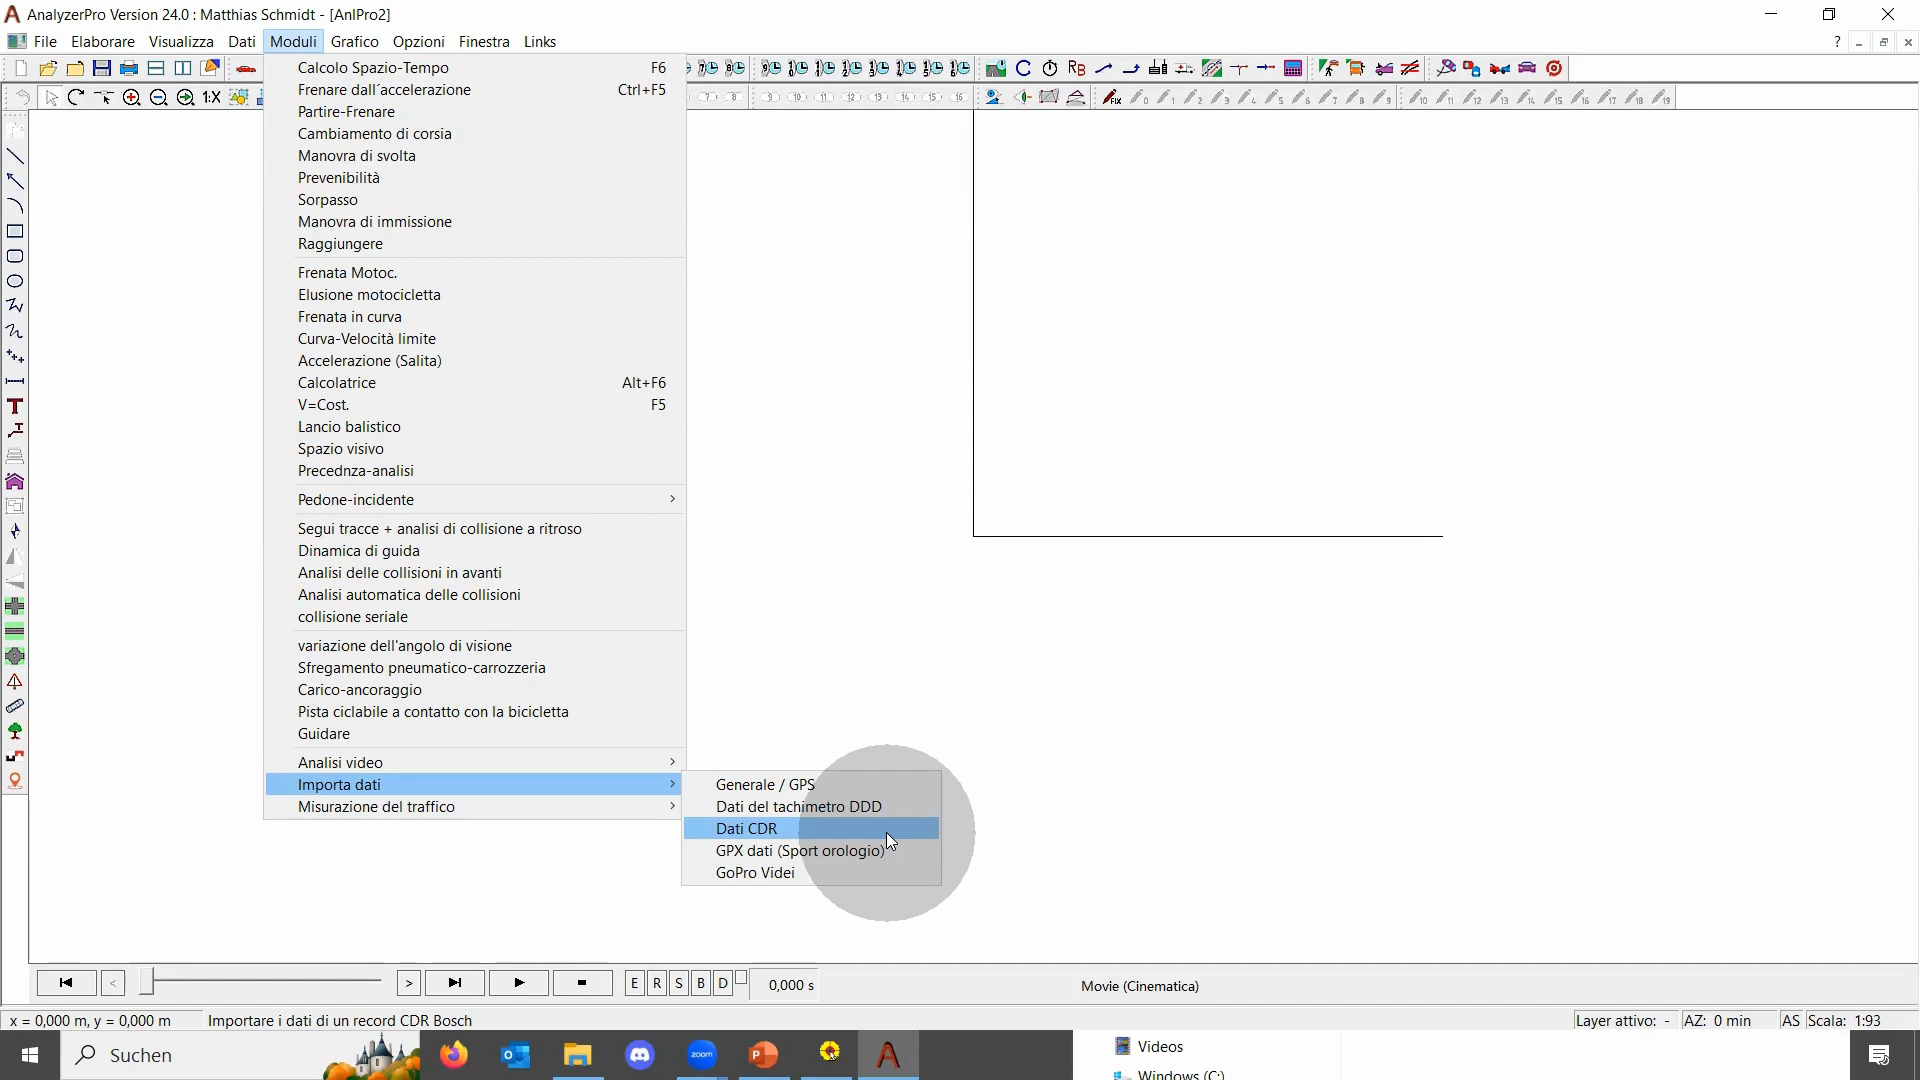 AnalyzerPro Version 24.0 : Matthias Schmidt - [AnlPro2]
File Elaborare Visualizza Dati Moduli Grafico Opzioni Finestra Links
?
Calcolo Spazio-Tempo F6
Frenare dall´accelerazione Ctrl+F5
Partire-Frenare
Cambiamento di corsia
Manovra di svolta
Prevenibilità
Sorpasso
Manovra di immissione
Raggiungere
Frenata Motoc.
Elusione motocicletta
Frenata in curva
Curva-Velocità limite
Accelerazione (Salita)
Calcolatrice Alt+F6
V=Cost. F5
Lancio balistico
Spazio visivo
Precednza-analisi
Pedone-incidente
Segui tracce + analisi di collisione a ritroso
Dinamica di guida
Analisi delle collisioni in avanti
Analisi automatica delle collisioni
collisione seriale
variazione dell'angolo di visione
Sfregamento pneumatico-carrozzeria
Carico-ancoraggio
Pista ciclabile a contatto con la bicicletta
Guidare
Analisi video
Importa dati
Misurazione del traffico
Generale / GPS
Dati del tachimetro DDD
Dati CDR
GPX dati (Sport orologio)
GoPro Videi
1:X
RB
FIX
E R S B D 0,000 s Movie (Cinematica)
x = 0,000 m, y = 0,000 m Importare i dati di un record CDR Bosch Layer attivo: - AZ: 0 min AS Scala: 1:93
Suchen
zoom
Videos
Windows (C:)